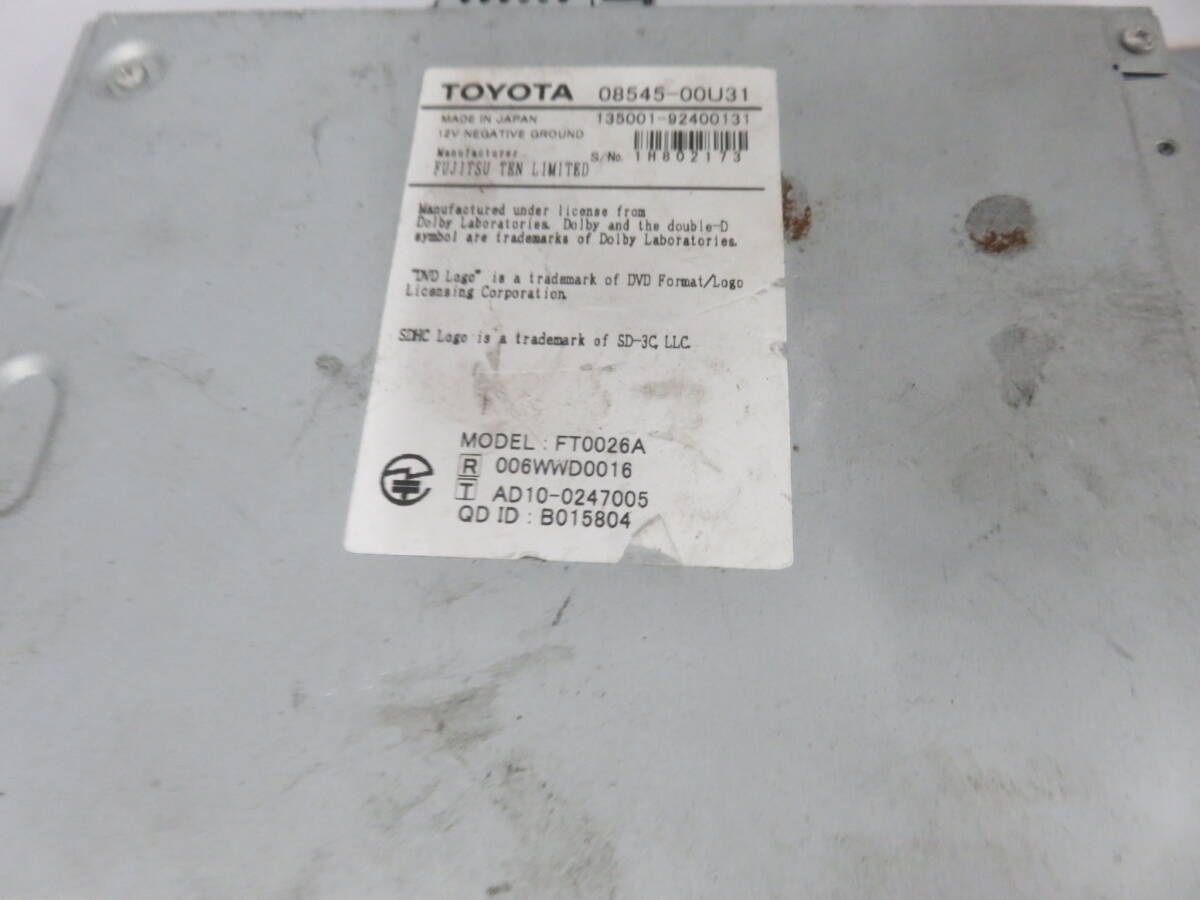 TOYOTA 08545-00U31
MADE IN JAPAN 135001-92400131
12V NEGATIVE GROUND
Manufacturer S/No. 1H802173
FUJITSU TEN LIMITED
Manufactured under license from
Dolby Laboratories. Dolby and the double-D
symbol are trademarks of Dolby Laboratories.
"DVD Logo" is a trademark of DVD Format/Logo
Licensing Corporation.
SDHC Logo is a trademark of SD-3C, LLC.
MODEL : FT0026A
R 006WWD0016
T AD10-0247005
QD ID : B015804